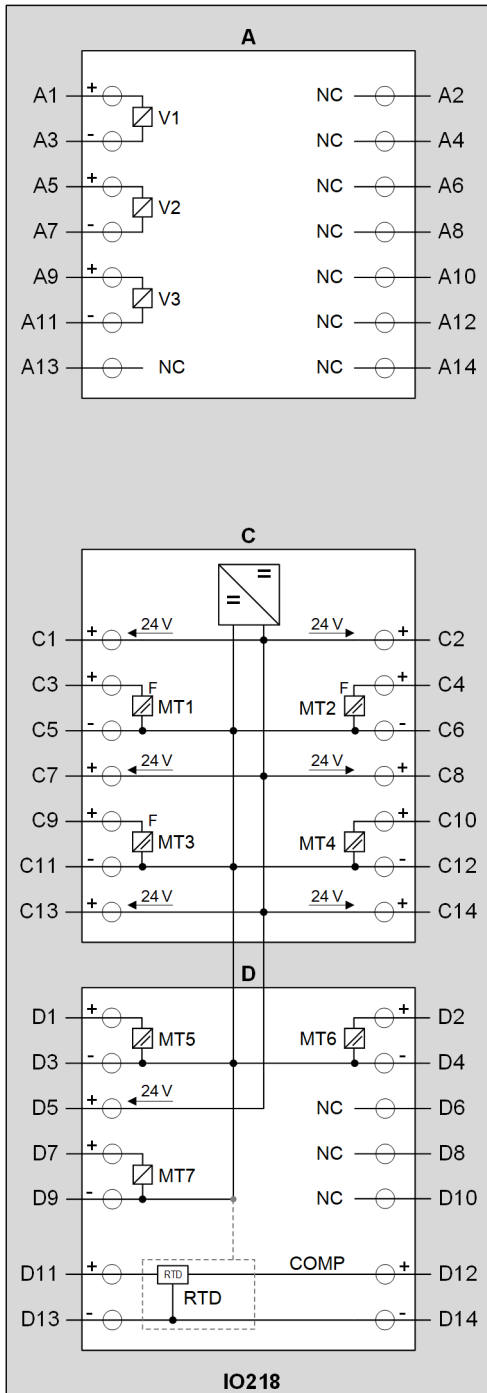 A
A1 + NC A2
V1
A3 - NC A4
A5 + NC A6
V2
A7 - NC A8
A9 + NC A10
V3
A11 - NC A12
A13 NC NC A14
C
=
=
C1 + 24 V 24 V + C2
C3 + F F + C4
MT1 MT2
C5 - - C6
C7 + 24 V 24 V + C8
C9 + F + C10
MT3 MT4
C11 - - C12
C13 + 24 V 24 V + C14
D
D1 + + D2
MT5 MT6
D3 - - D4
D5 + 24 V NC D6
D7 + NC D8
MT7
D9 - NC D10
D11 + RTD COMP + D12
RTD
D13 - - D14
IO218